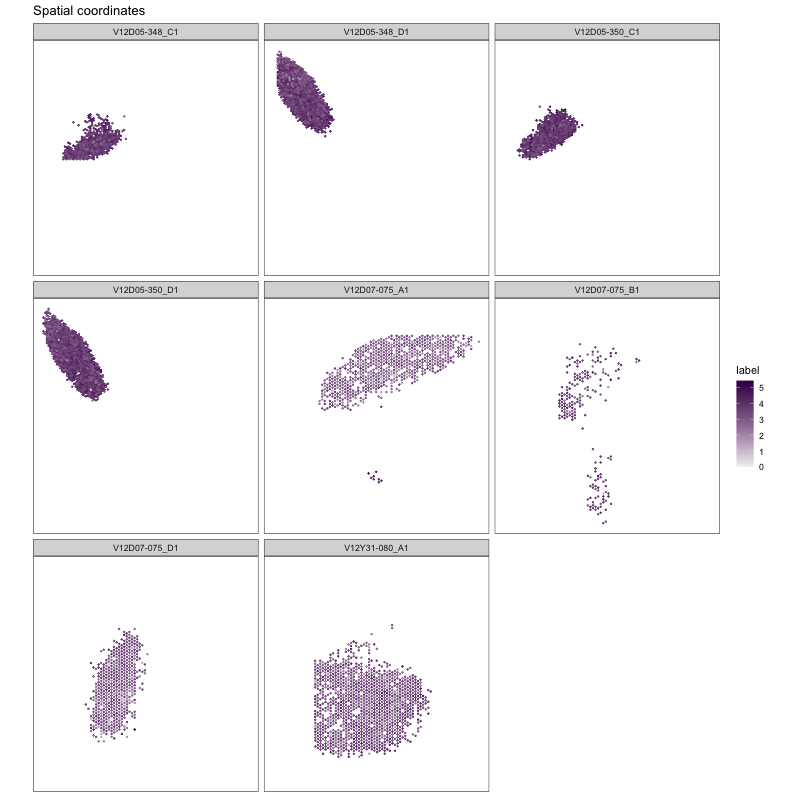 Spatial coordinates
V12D05-348_C1
V12D05-348_D1
V12D05-350_C1
V12D05-350_D1
V12D07-075_A1
V12D07-075_B1
label
5
4
3
2
1
0
V12D07-075_D1
V12Y31-080_A1